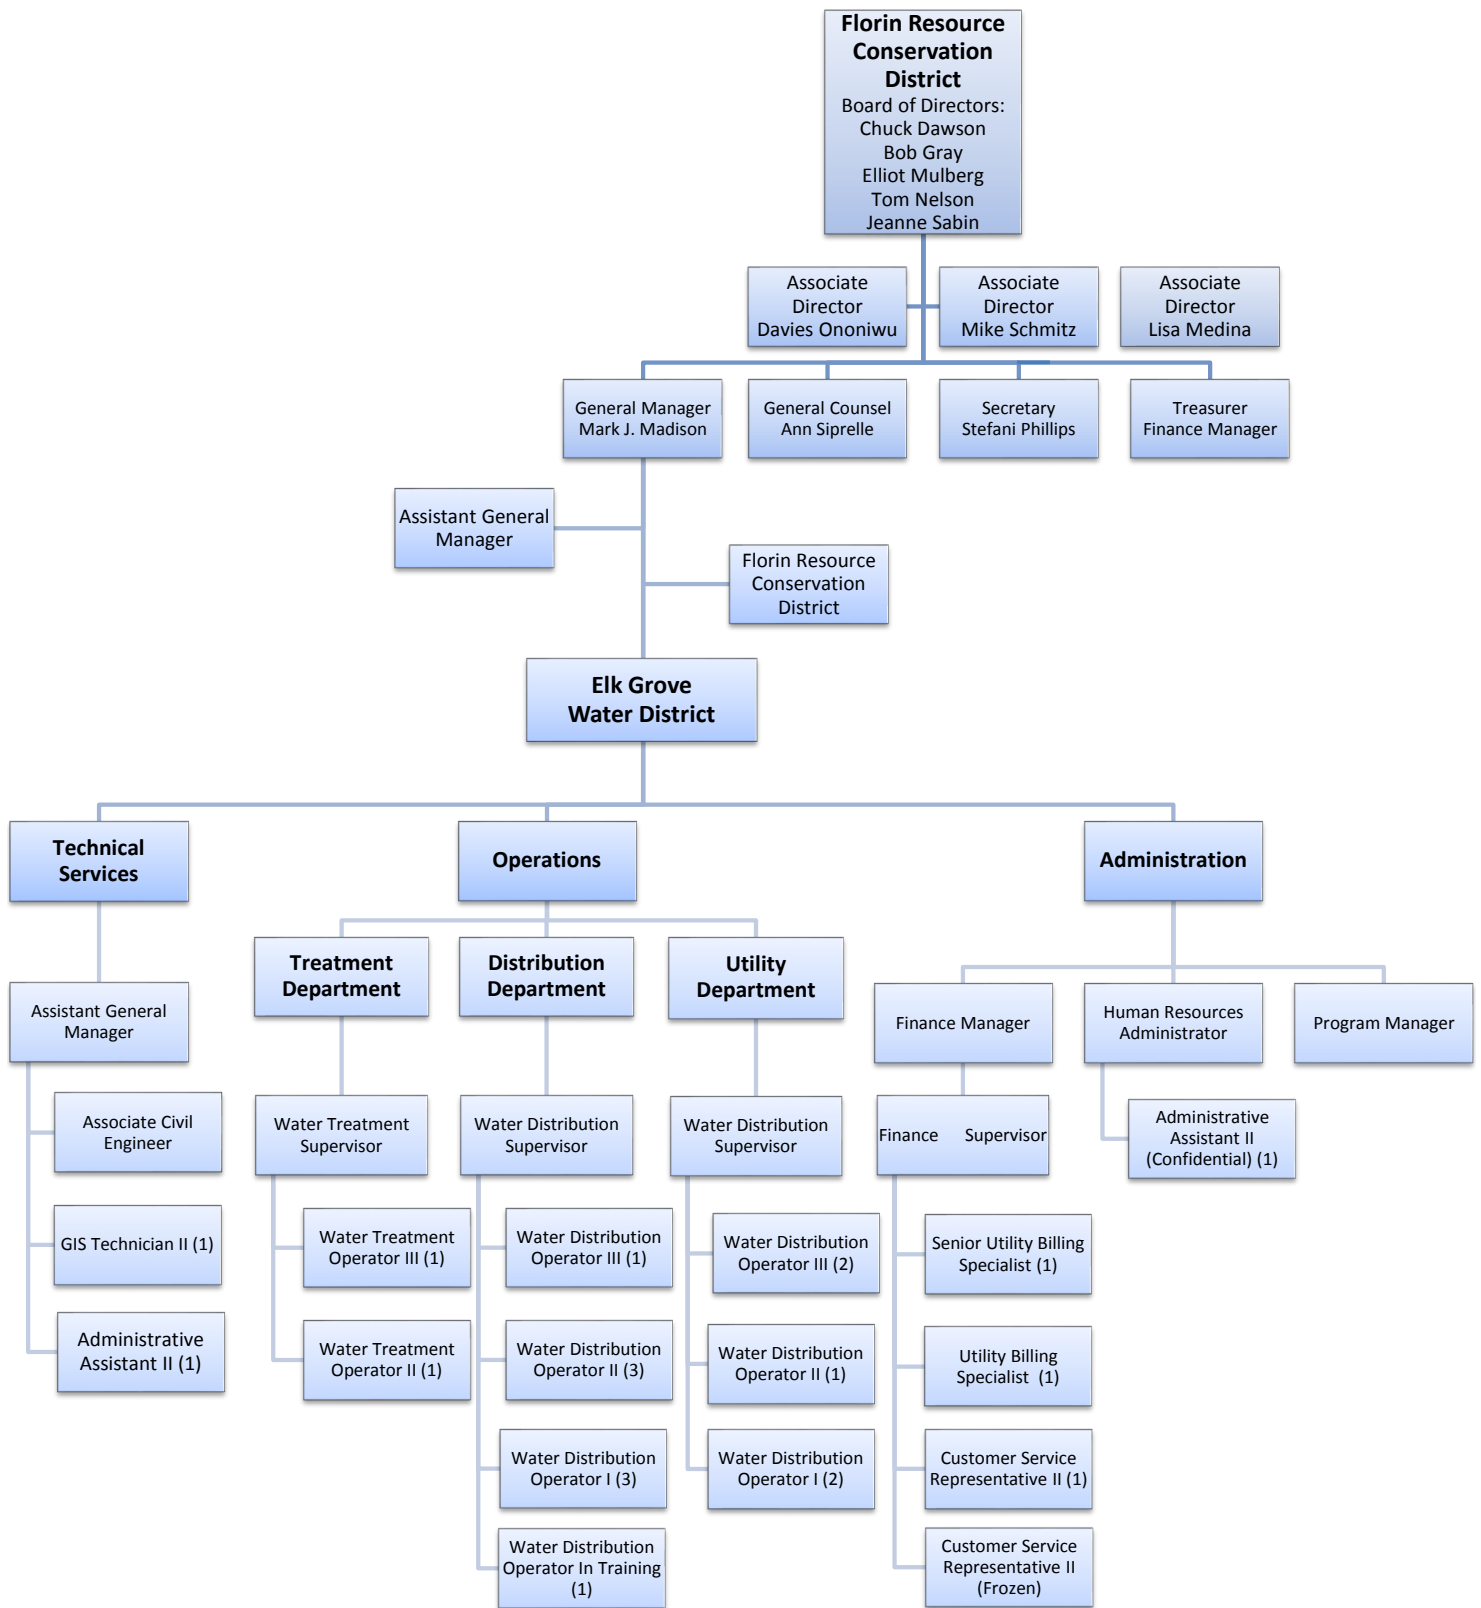 Florin Resource
Conservation
District
Board of Directors:
Chuck Dawson
Bob Gray
Elliot Mulberg
Tom Nelson
Jeanne Sabin
Associate
Director
Davies Ononiwu
Associate
Director
Mike Schmitz
Associate
Director
Lisa Medina
General Manager
Mark J. Madison
General Counsel
Ann Siprelle
Secretary
Stefani Phillips
Treasurer
Finance Manager
Assistant General
Manager
Florin Resource
Conservation
District
Elk Grove
Water District
Technical
Services
Operations
Administration
Treatment
Department
Distribution
Department
Utility
Department
Assistant General
Manager
Finance Manager
Human Resources
Administrator
Program Manager
Associate Civil
Engineer
GIS Technician II (1)
Administrative
Assistant II (1)
Water Treatment
Supervisor
Water Treatment
Operator III (1)
Water Treatment
Operator II (1)
Water Distribution
Supervisor
Water Distribution
Operator III (1)
Water Distribution
Operator II (3)
Water Distribution
Operator I (3)
Water Distribution
Operator In Training
(1)
Water Distribution
Supervisor
Water Distribution
Operator III (2)
Water Distribution
Operator II (1)
Water Distribution
Operator I (2)
Finance Supervisor
Senior Utility Billing
Specialist (1)
Utility Billing
Specialist (1)
Customer Service
Representative II (1)
Customer Service
Representative II
(Frozen)
Administrative
Assistant II
(Confidential) (1)